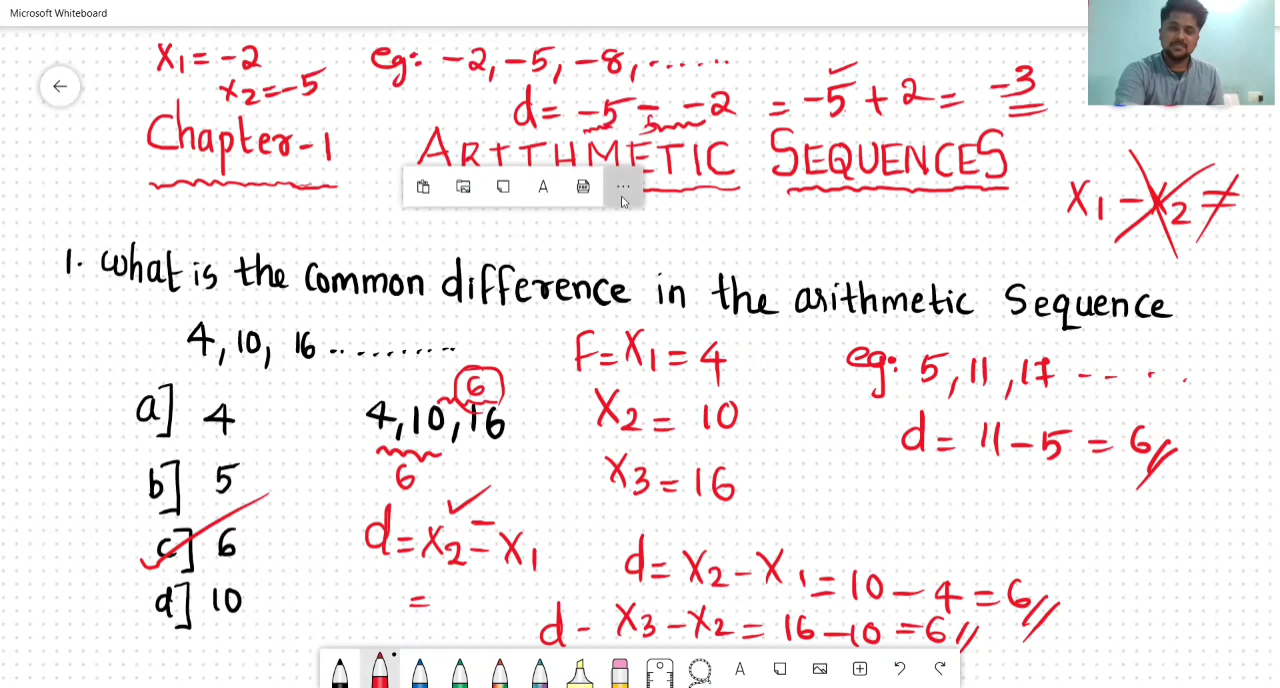 Microsoft Whiteboard
x1 = -2
x2 = -5
eg: -2, -5, -8, .......
d = -5 - -2 = -5 + 2 = -3
Chapter-1 ARITHMETIC SEQUENCES
x1 - x2 ≠
1. What is the common difference in the arithmetic Sequence
4, 10, 16 ..........
F = x1 = 4
x2 = 10
x3 = 16
eg: 5, 11, 17 - - - ...
d = 11 - 5 = 6//
a] 4
b] 5
c] 6
d] 10
6
4, 10, 16
6
d = x2 - x1
=
d = x2 - x1 = 10 - 4 = 6//
d - x3 - x2 = 16 - 10 = 6//